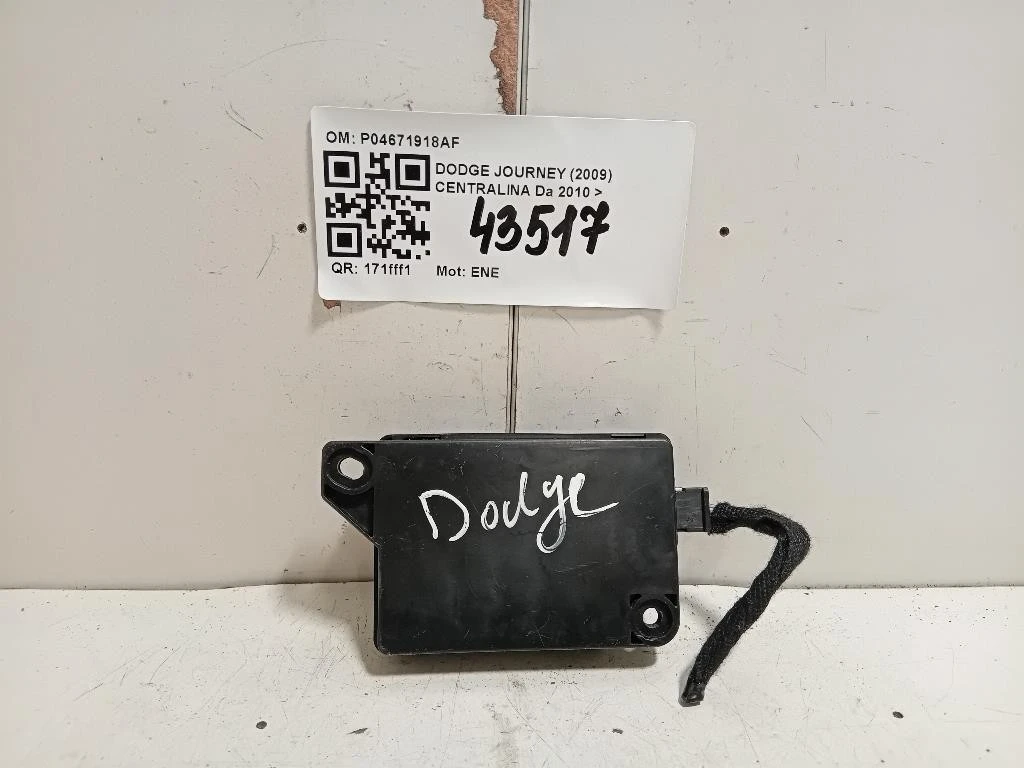 OM: P04671918AF
DODGE JOURNEY (2009)
CENTRALINA Da 2010 >
43517
QR: 171fff1 Mot: ENE
Dodge